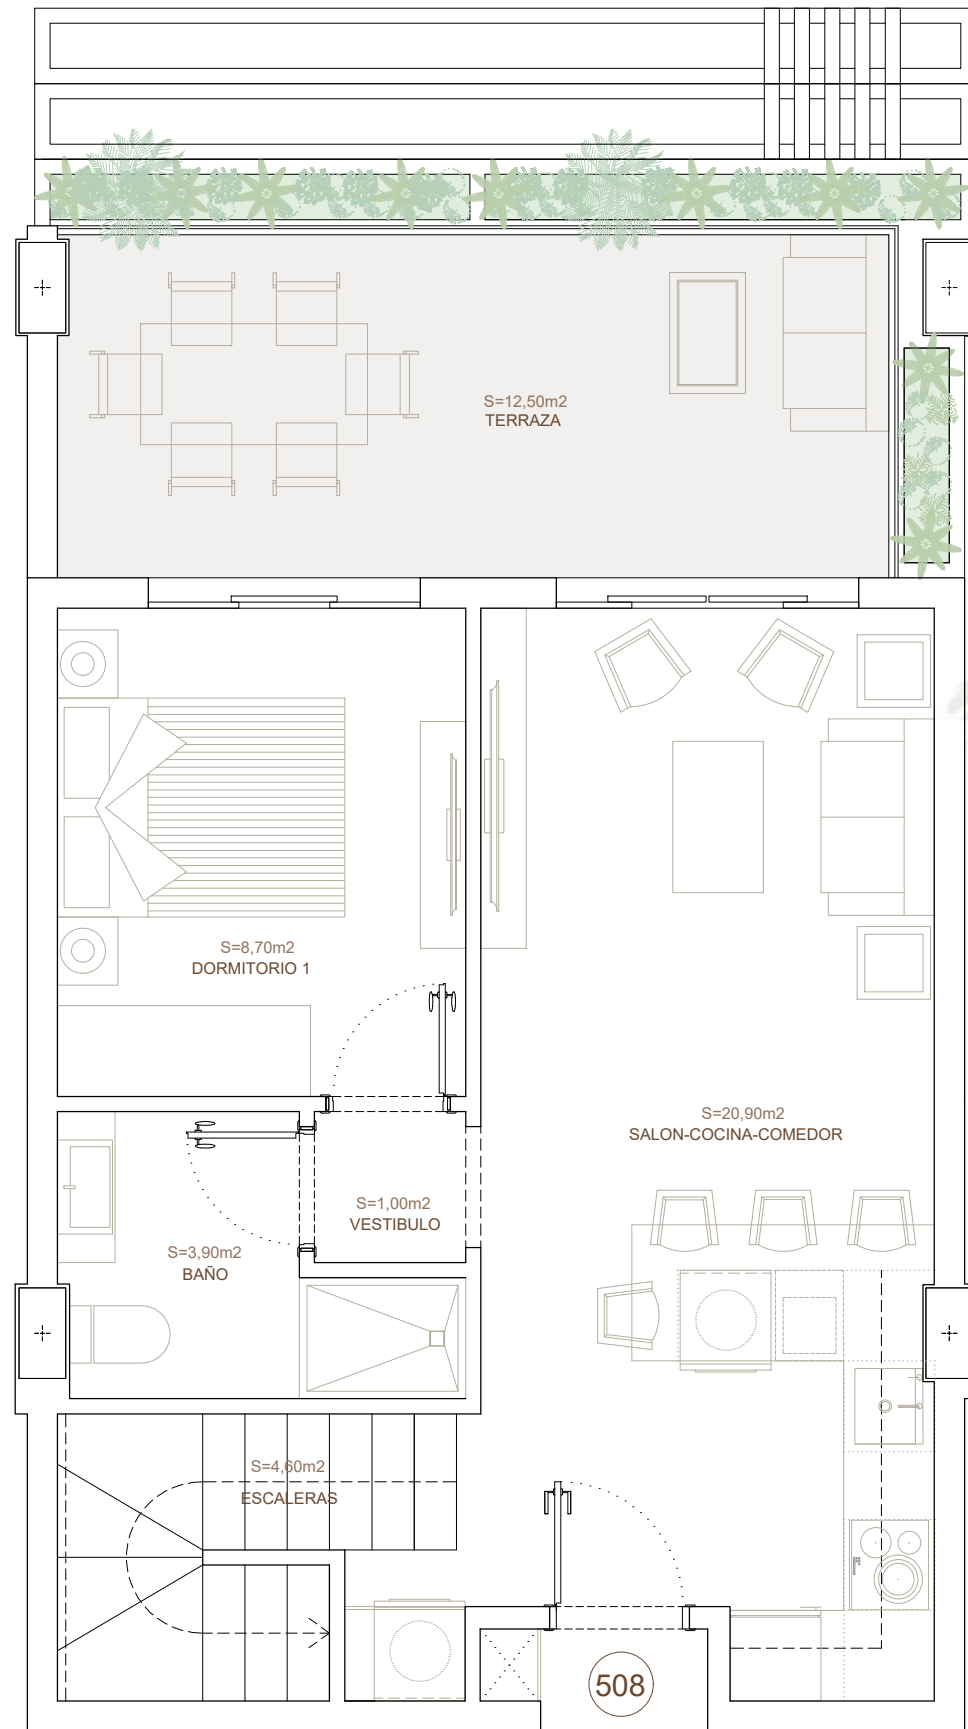 S=12,50m2
TERRAZA
S=8,70m2
DORMITORIO 1
S=20,90m2
SALON-COCINA-COMEDOR
S=1,00m2
VESTIBULO
S=3,90m2
BAÑO
S=4,60m2
ESCALERAS
508